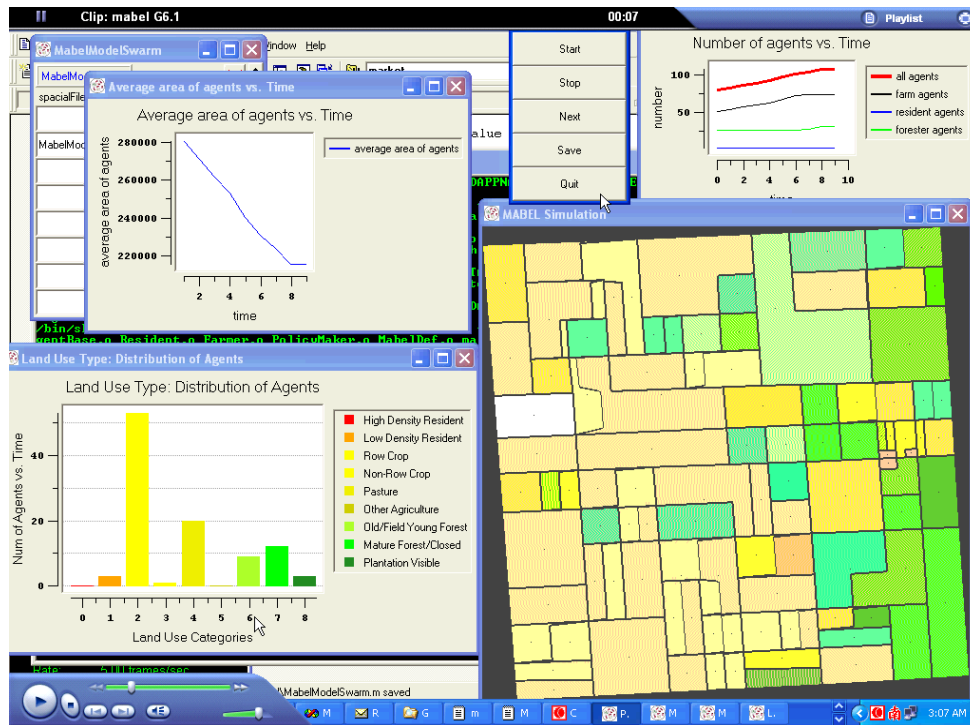 Clip: mabel G6.1
00:07
Playlist
MabelModelSwarm
indow Help
MabelMo
spacialFile
MabelMod
market
alue
Average area of agents vs. Time
Average area of agents vs. Time
average area of agents
280000
260000
240000
220000
average area of agents
2 4 6 8
time
Start
Stop
Next
Save
Quit
Number of agents vs. Time
100
50
number
0 2 4 6 8 10
time
all agents
farm agents
resident agents
forester agents
MABEL Simulation
/bin/s
gentBase.o Resident.o Farmer.o PolicyMaker.o MabelDef.o ma
Land Use Type: Distribution of Agents
Land Use Type: Distribution of Agents
Num of Agents vs. Time
40
20
0
0 1 2 3 4 5 6 7 8
Land Use Categories
High Density Resident
Low Density Resident
Row Crop
Non-Row Crop
Pasture
Other Agriculture
Old/Field Young Forest
Mature Forest/Closed
Plantation Visible
Rate: 5.00 frames/sec
\MabelModelSwarm.m saved
M
R
G
m
M
C
P.
M
M
L.
南
3:07 AM